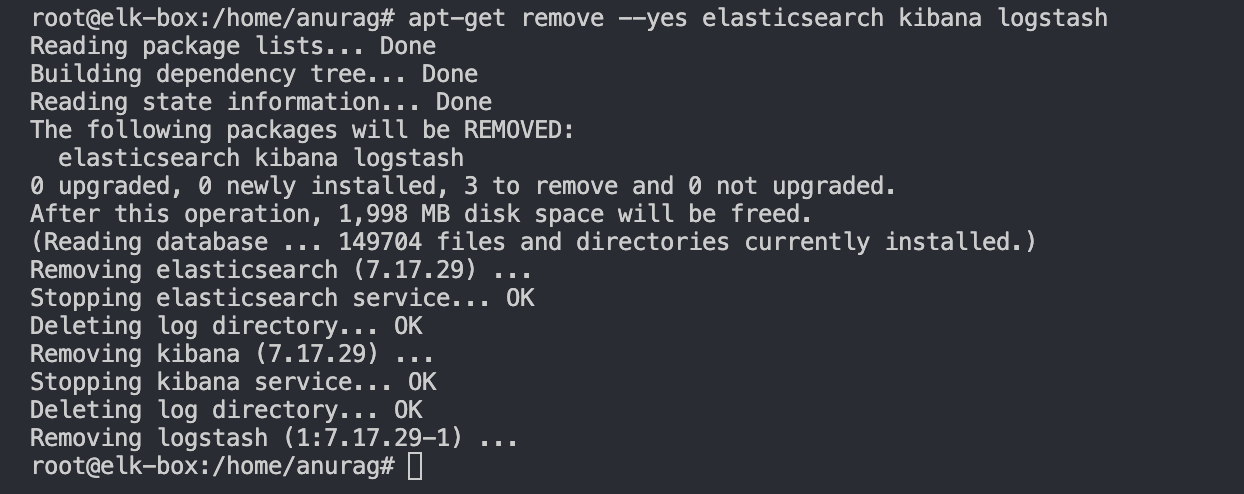 root@elk-box:/home/anurag# apt-get remove --yes elasticsearch kibana logstash
Reading package lists... Done
Building dependency tree... Done
Reading state information... Done
The following packages will be REMOVED:
  elasticsearch kibana logstash
0 upgraded, 0 newly installed, 3 to remove and 0 not upgraded.
After this operation, 1,998 MB disk space will be freed.
(Reading database ... 149704 files and directories currently installed.)
Removing elasticsearch (7.17.29) ...
Stopping elasticsearch service... OK
Deleting log directory... OK
Removing kibana (7.17.29) ...
Stopping kibana service... OK
Deleting log directory... OK
Removing logstash (1:7.17.29-1) ...
root@elk-box:/home/anurag#